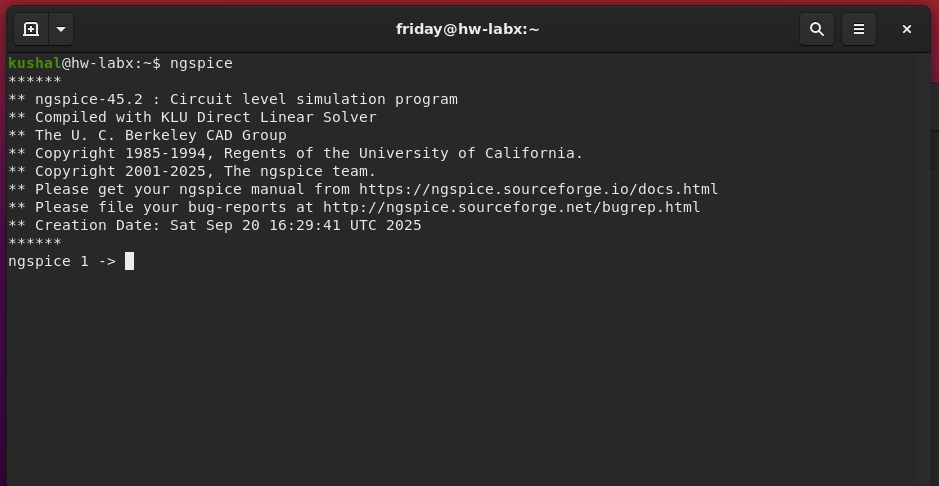 friday@hw-labx:~
kushal@hw-labx:~$ ngspice
******
** ngspice-45.2 : Circuit level simulation program
** Compiled with KLU Direct Linear Solver
** The U. C. Berkeley CAD Group
** Copyright 1985-1994, Regents of the University of California.
** Copyright 2001-2025, The ngspice team.
** Please get your ngspice manual from https://ngspice.sourceforge.io/docs.html
** Please file your bug-reports at http://ngspice.sourceforge.net/bugrep.html
** Creation Date: Sat Sep 20 16:29:41 UTC 2025
******
ngspice 1 ->